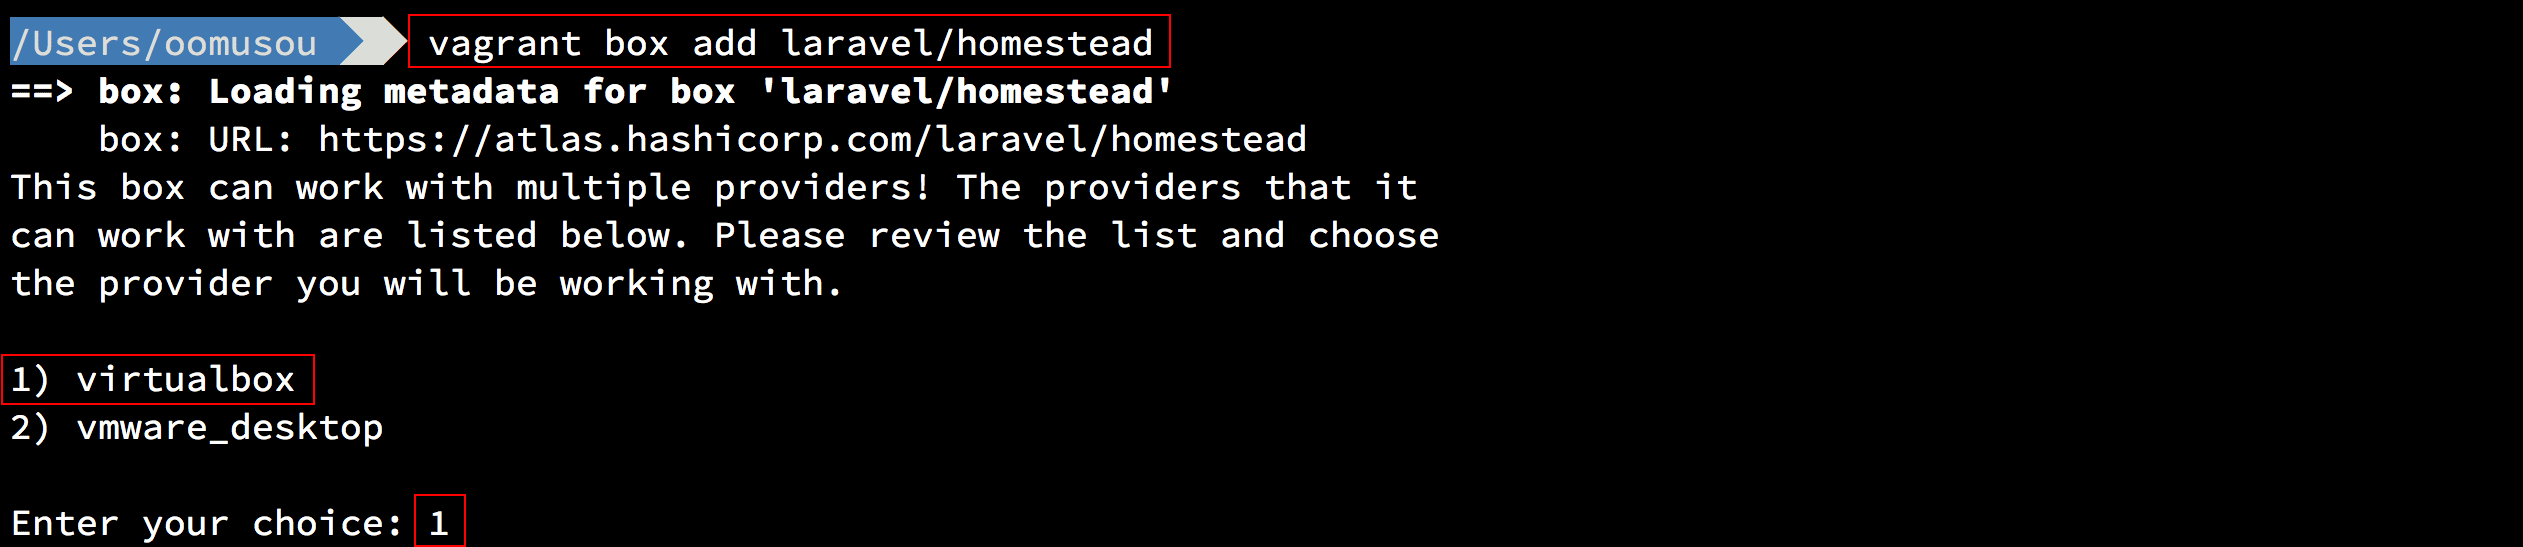 /Users/oomusou vagrant box add laravel/homestead
==> box: Loading metadata for box 'laravel/homestead'
    box: URL: https://atlas.hashicorp.com/laravel/homestead
This box can work with multiple providers! The providers that it
can work with are listed below. Please review the list and choose
the provider you will be working with.

1) virtualbox
2) vmware_desktop

Enter your choice: 1